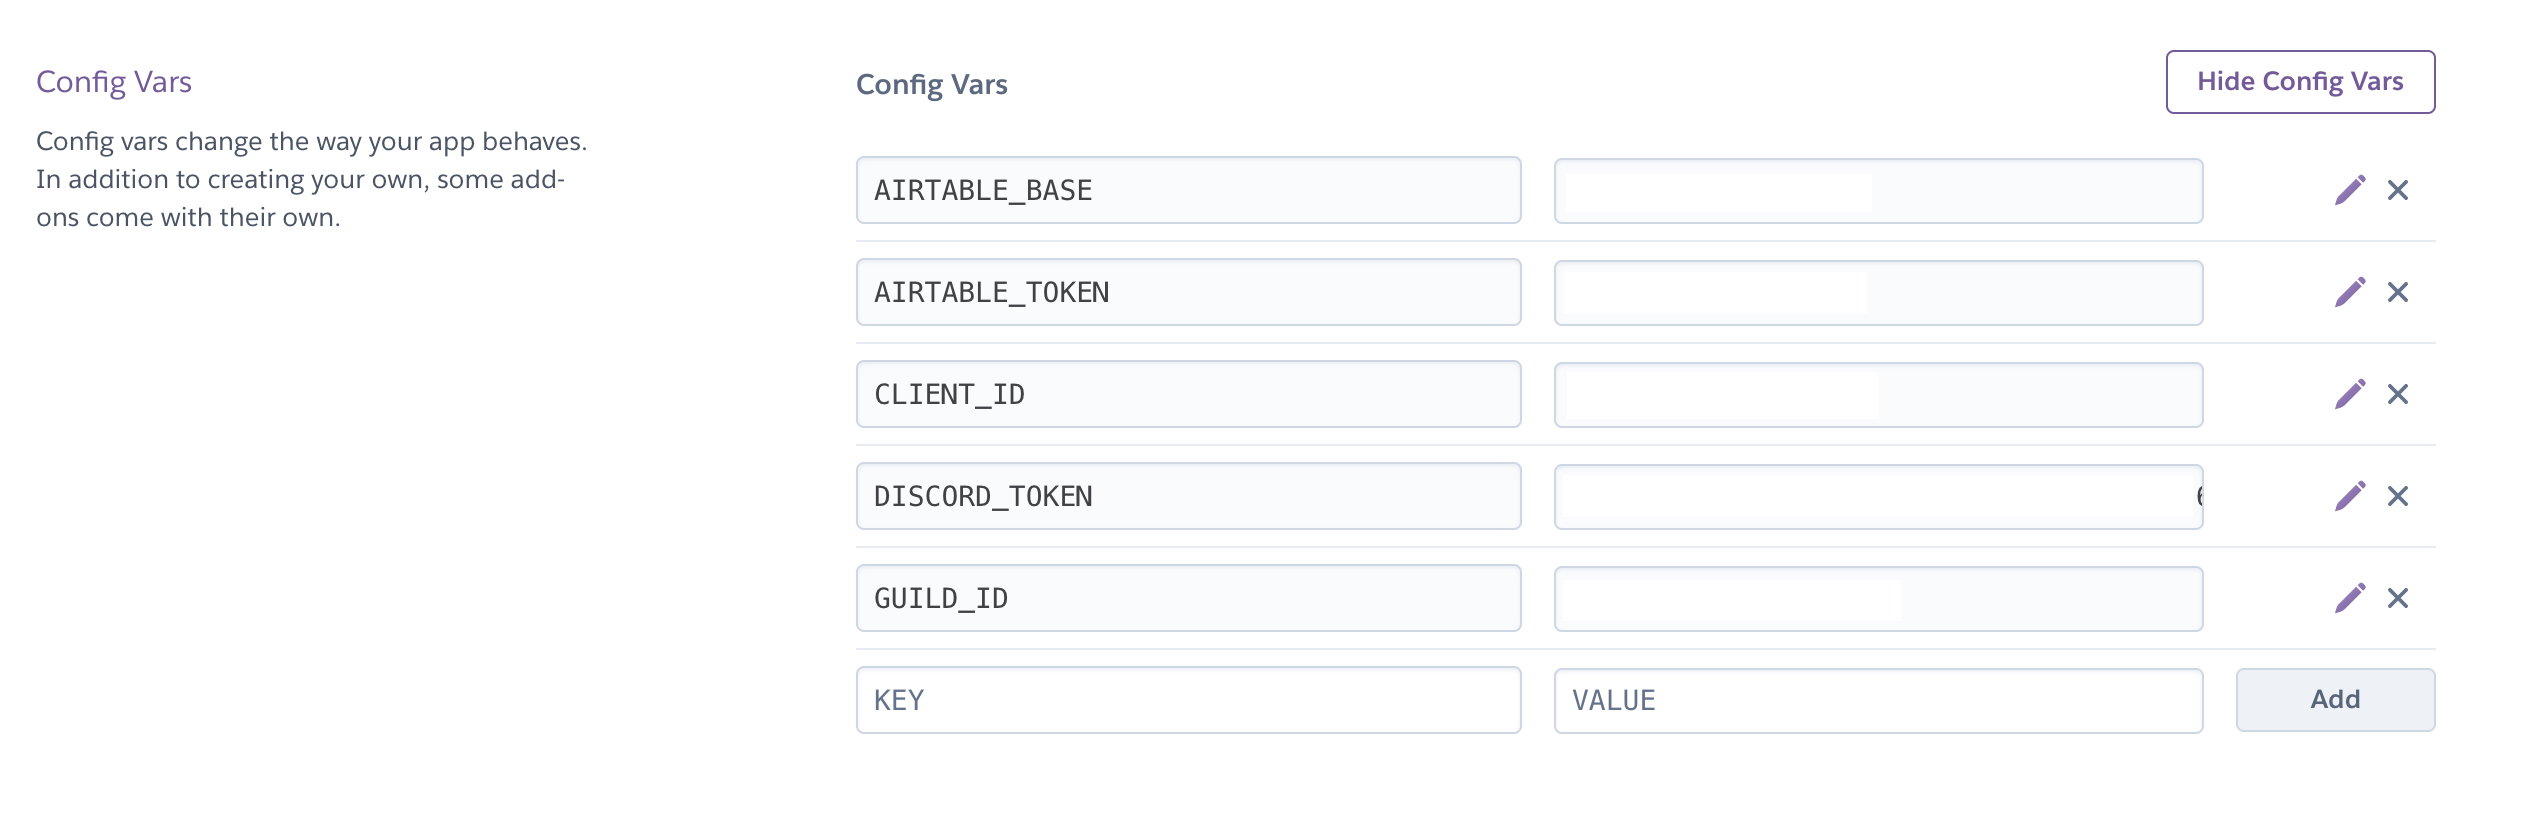 Config Vars
Config vars change the way your app behaves.
In addition to creating your own, some add-
ons come with their own.
Config Vars
Hide Config Vars
AIRTABLE_BASE
AIRTABLE_TOKEN
CLIENT_ID
DISCORD_TOKEN
GUILD_ID
KEY
VALUE
Add